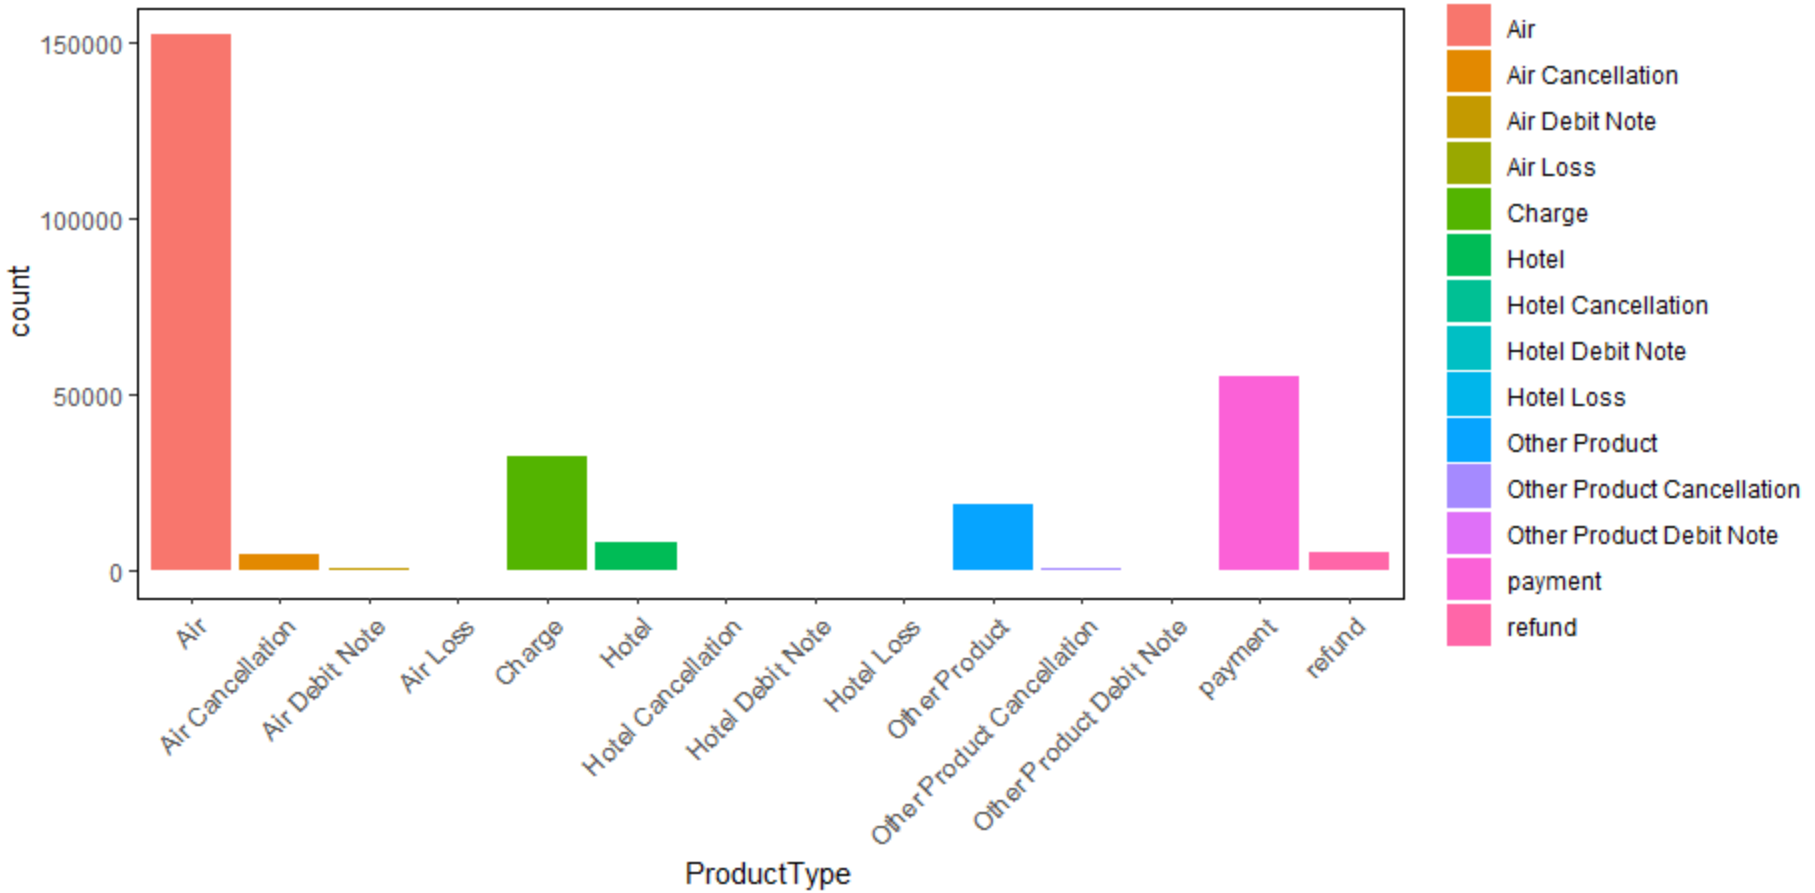 150000
100000
50000
0
count
Air
Air Cancellation
Air Debit Note
Air Loss
Charge
Hotel
Hotel Cancellation
Hotel Debit Note
Hotel Loss
Other Product
Other Product Cancellation
Other Product Debit Note
payment
refund
ProductType
Air
Air Cancellation
Air Debit Note
Air Loss
Charge
Hotel
Hotel Cancellation
Hotel Debit Note
Hotel Loss
Other Product
Other Product Cancellation
Other Product Debit Note
payment
refund